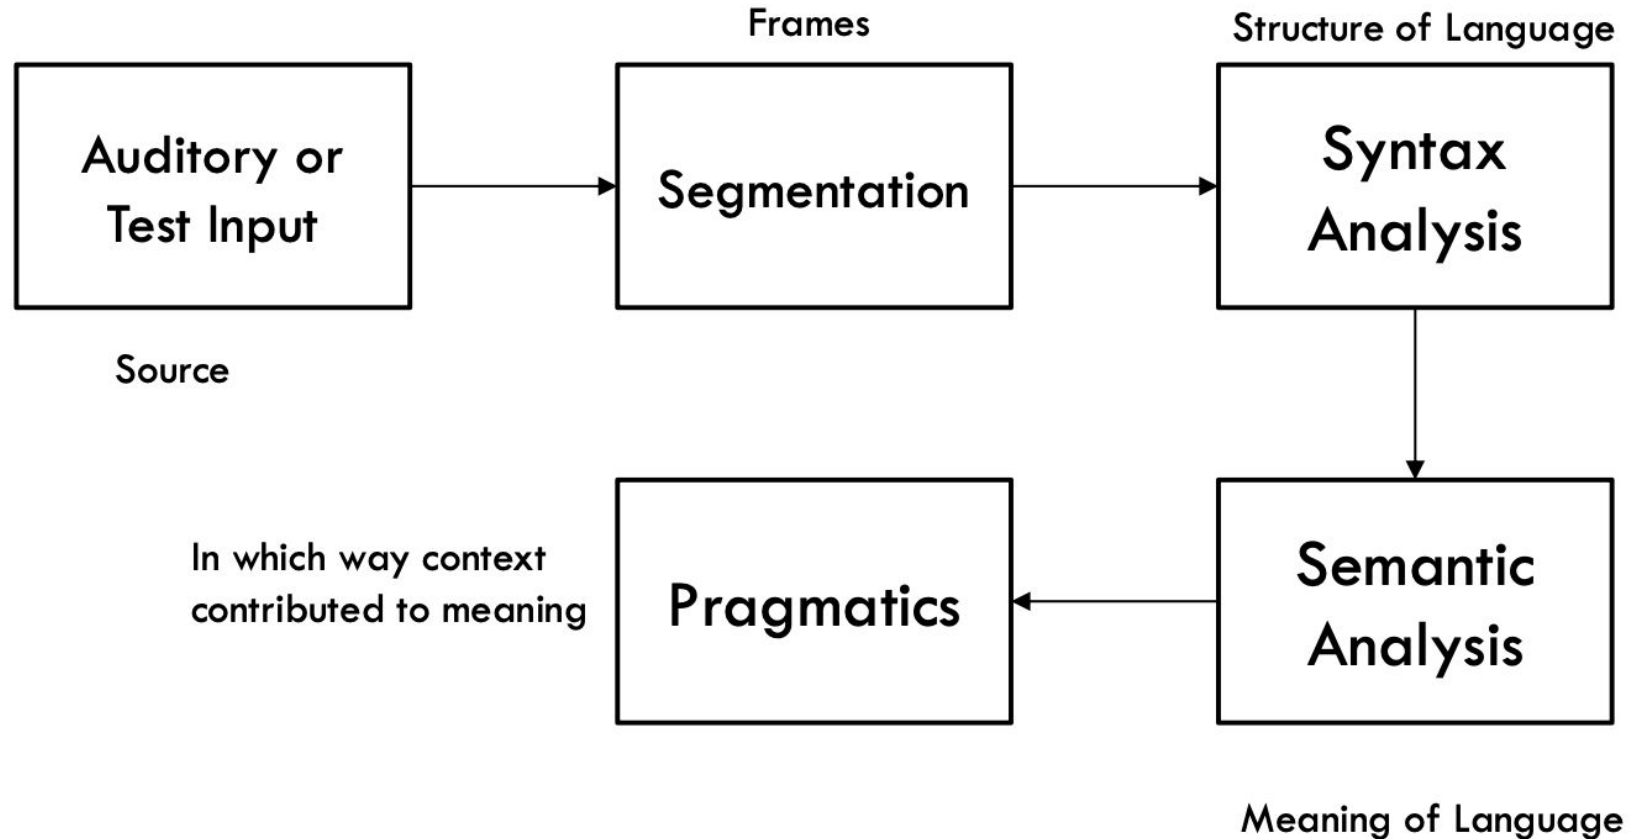 Frames
Structure of Language
Auditory or
Test Input
Segmentation
Syntax
Analysis
Source
In which way context
contributed to meaning
Pragmatics
Semantic
Analysis
Meaning of Language